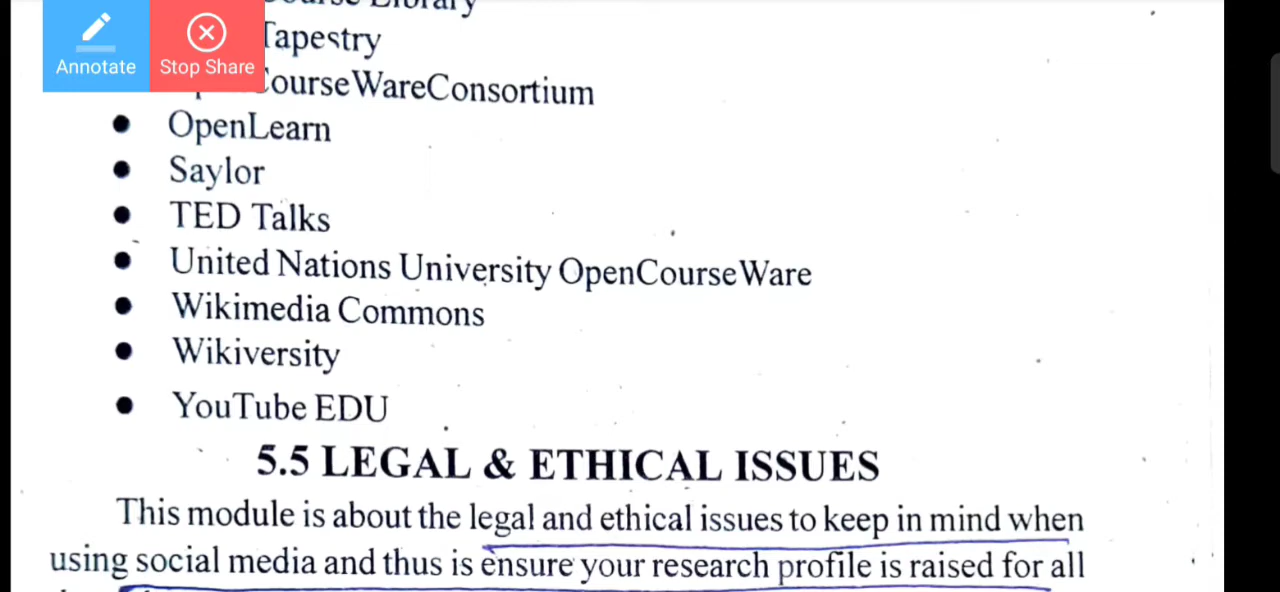 Library
Annotate
Stop Share
Tapestry
CourseWareConsortium
● OpenLearn
● Saylor
● TED Talks
● United Nations University OpenCourseWare
● Wikimedia Commons
● Wikiversity
● YouTube EDU
5.5 LEGAL & ETHICAL ISSUES
This module is about the legal and ethical issues to keep in mind when
using social media and thus is ensure your research profile is raised for all